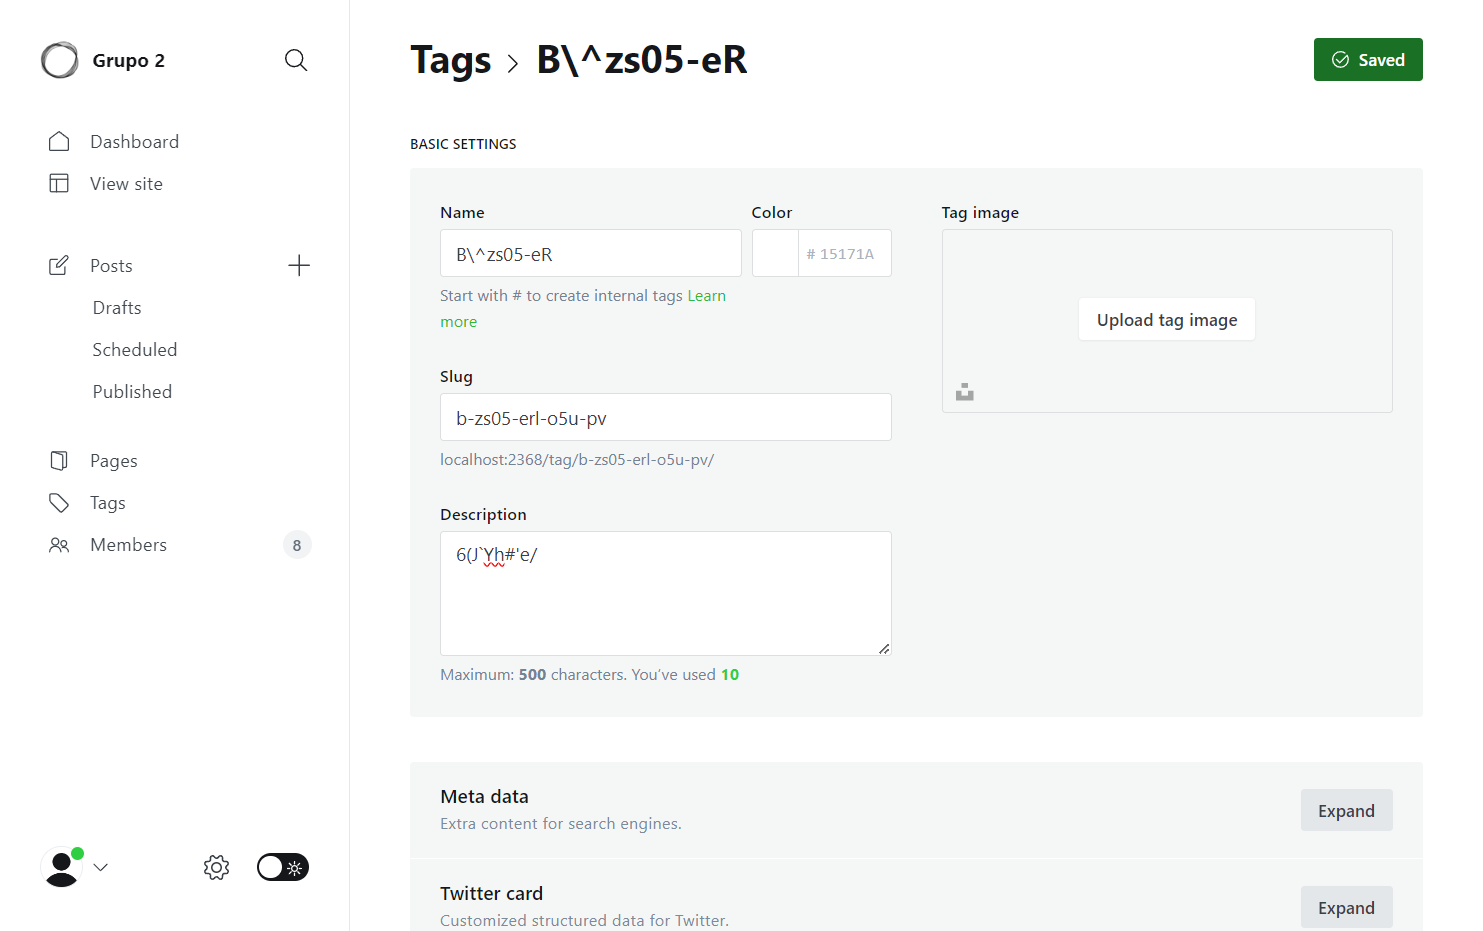 Grupo 2
Dashboard
View site
Posts
Drafts
Scheduled
Published
Pages
Tags
Members
8
Tags > B\^zs05-eR
Saved
BASIC SETTINGS
Name
B\^zs05-eR
Start with # to create internal tags Learn
more
Color
# 15171A
Slug
b-zs05-erl-o5u-pv
localhost:2368/tag/b-zs05-erl-o5u-pv/
Description
6(J`Yh#'e/
Maximum: 500 characters. You've used 10
Tag image
Upload tag image
Meta data
Extra content for search engines.
Expand
Twitter card
Customized structured data for Twitter.
Expand